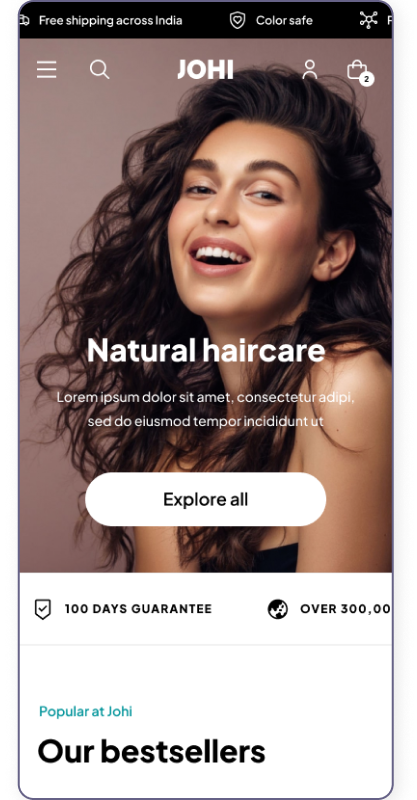 Free shipping across India Color safe F
JOHI
2
Natural haircare
Lorem ipsum dolor sit amet, consectetur adipi,
sed do eiusmod tempor incididunt ut
Explore all
100 DAYS GUARANTEE OVER 300,00
Popular at Johi
Our bestsellers